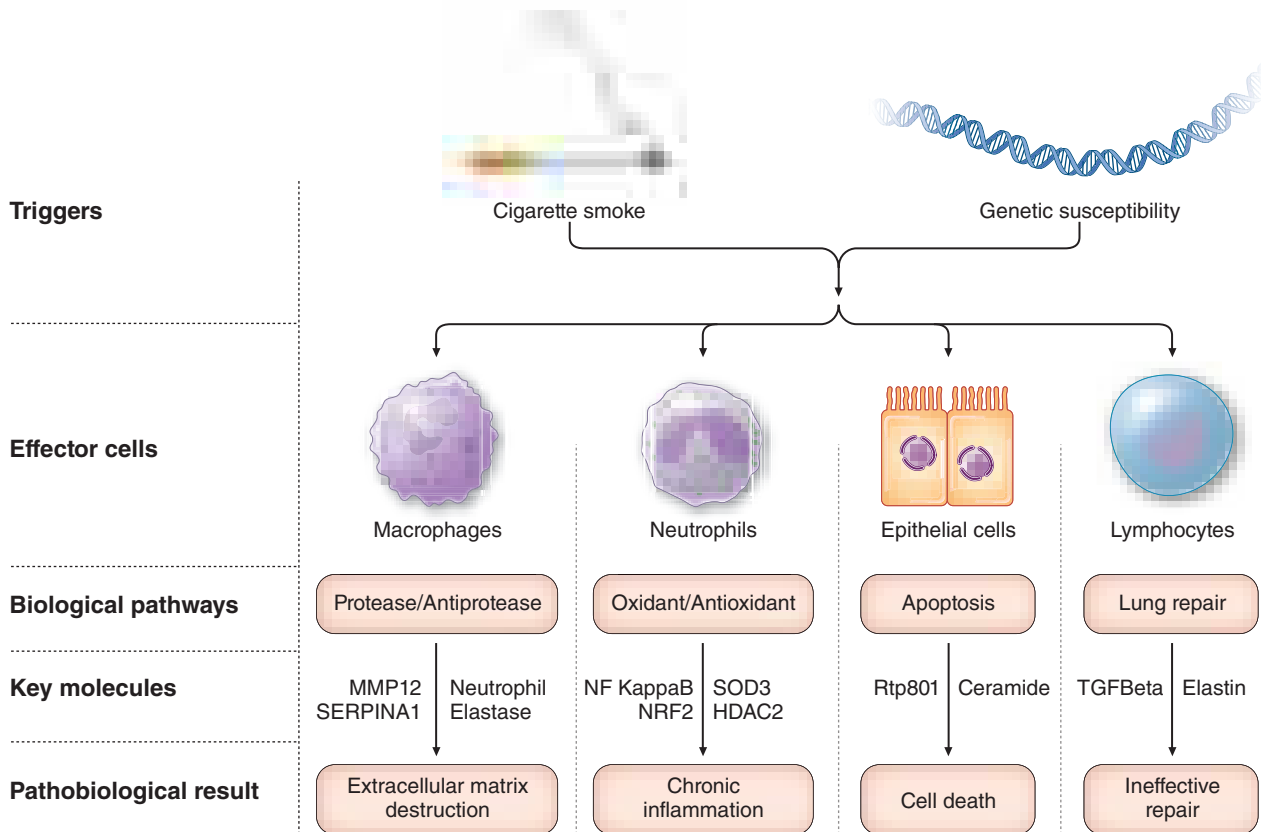 Triggers
Cigarette smoke
Genetic susceptibility
Effector cells
Macrophages
Neutrophils
Epithelial cells
Lymphocytes
Biological pathways
Protease/Antiprotease
Oxidant/Antioxidant
Apoptosis
Lung repair
Key molecules
MMP12
SERPINA1
Neutrophil
Elastase
NF KappaB
NRF2
SOD3
HDAC2
Rtp801
Ceramide
TGFBeta
Elastin
Pathobiological result
Extracellular matrix
destruction
Chronic
inflammation
Cell death
Ineffective
repair